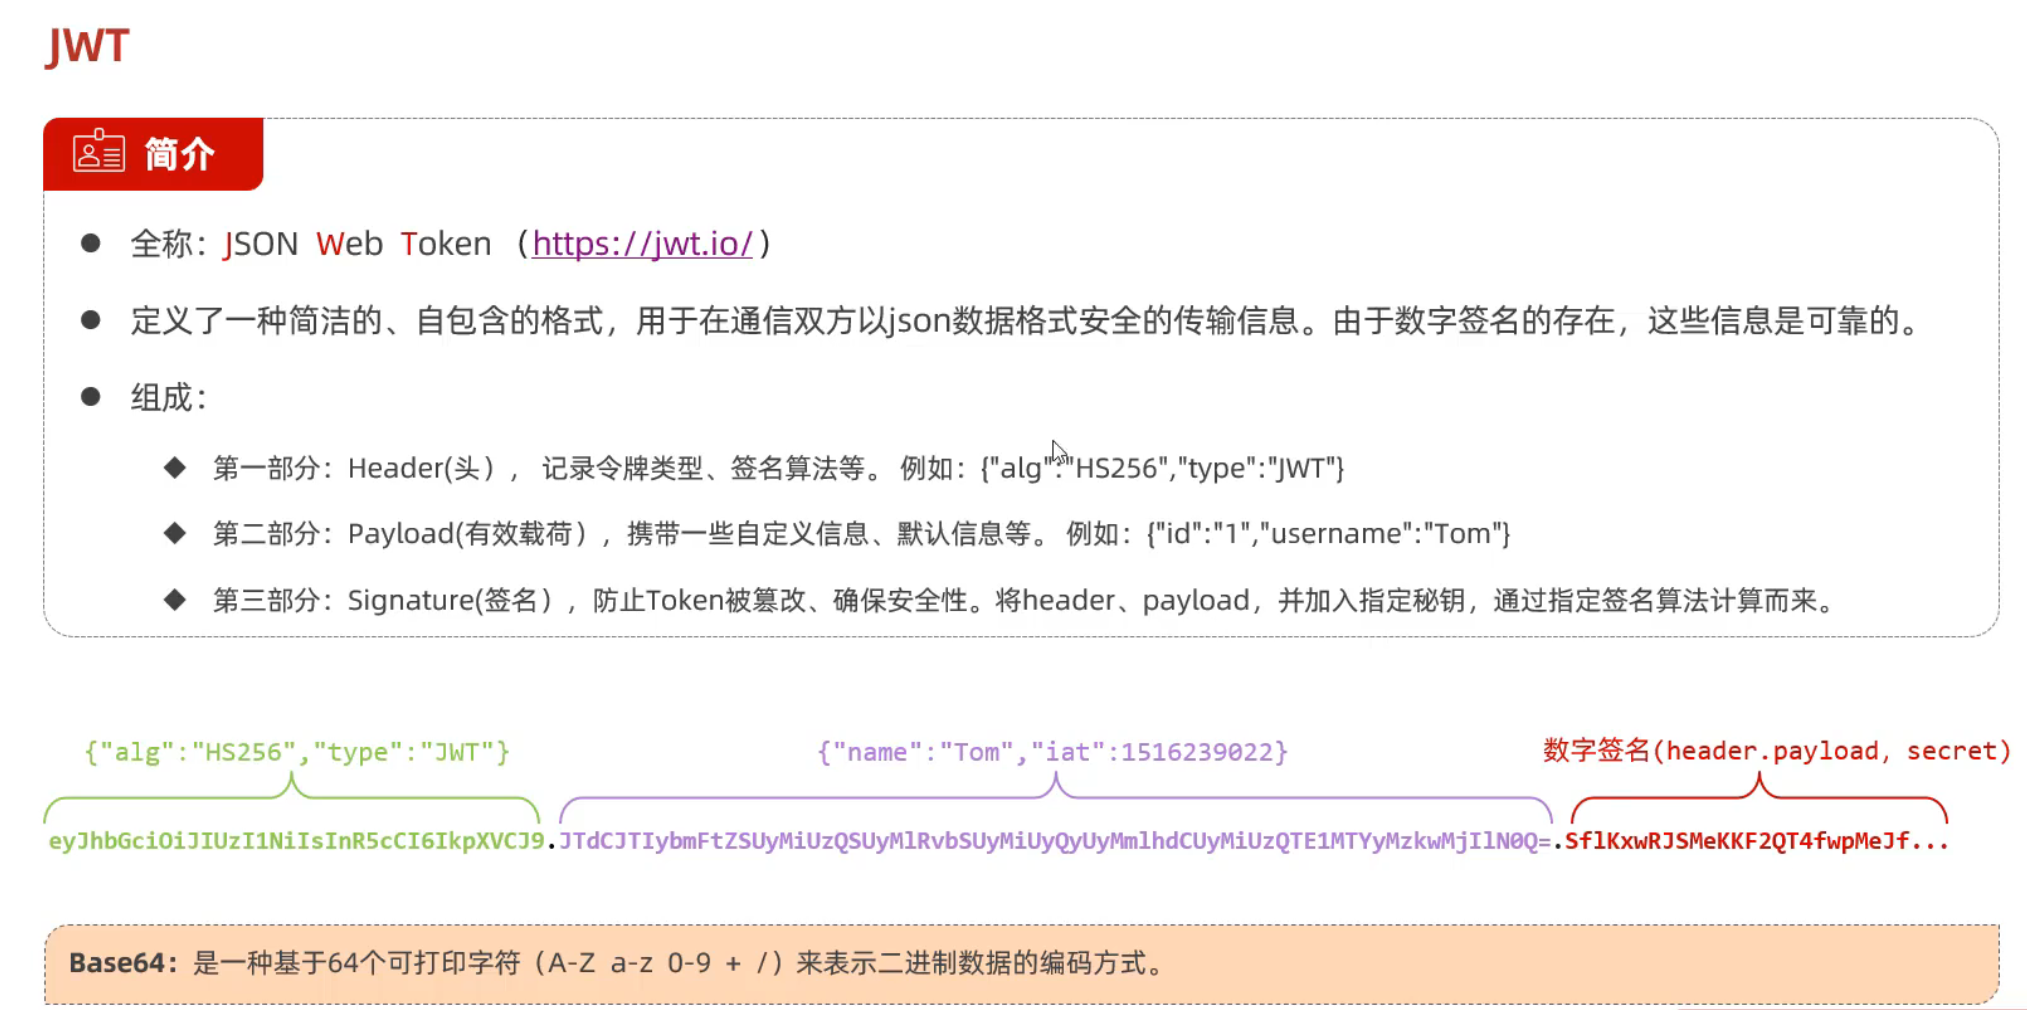 JWT
简介
全称：JSON Web Token （https://jwt.io/）
定义了一种简洁的、自包含的格式，用于在通信双方以json数据格式安全的传输信息。由于数字签名的存在，这些信息是可靠的。
组成：
第一部分：Header(头）， 记录令牌类型、签名算法等。 例如：{"alg":"HS256","type":"JWT"}
第二部分：Payload(有效载荷），携带一些自定义信息、默认信息等。 例如：{"id":"1","username":"Tom"}
第三部分：Signature(签名），防止Token被篡改、确保安全性。将header、payload，并加入指定秘钥，通过指定签名算法计算而来。
{"alg":"HS256","type":"JWT"} {"name":"Tom","iat":1516239022} 数字签名(header.payload, secret)
eyJhbGciOiJIUzI1NiIsInR5cCI6IkpXVCJ9.JTdCJTIybmFtZSUyMiUzQSUyMlRvbSUyMiUyQyUyMmlhdCUyMiUzQTE1MTYyMzkwMjIlN0Q=.SflKxwRJSMeKKF2QT4fwpMeJf...
Base64：是一种基于64个可打印字符（A-Z a-z 0-9 + /）来表示二进制数据的编码方式。